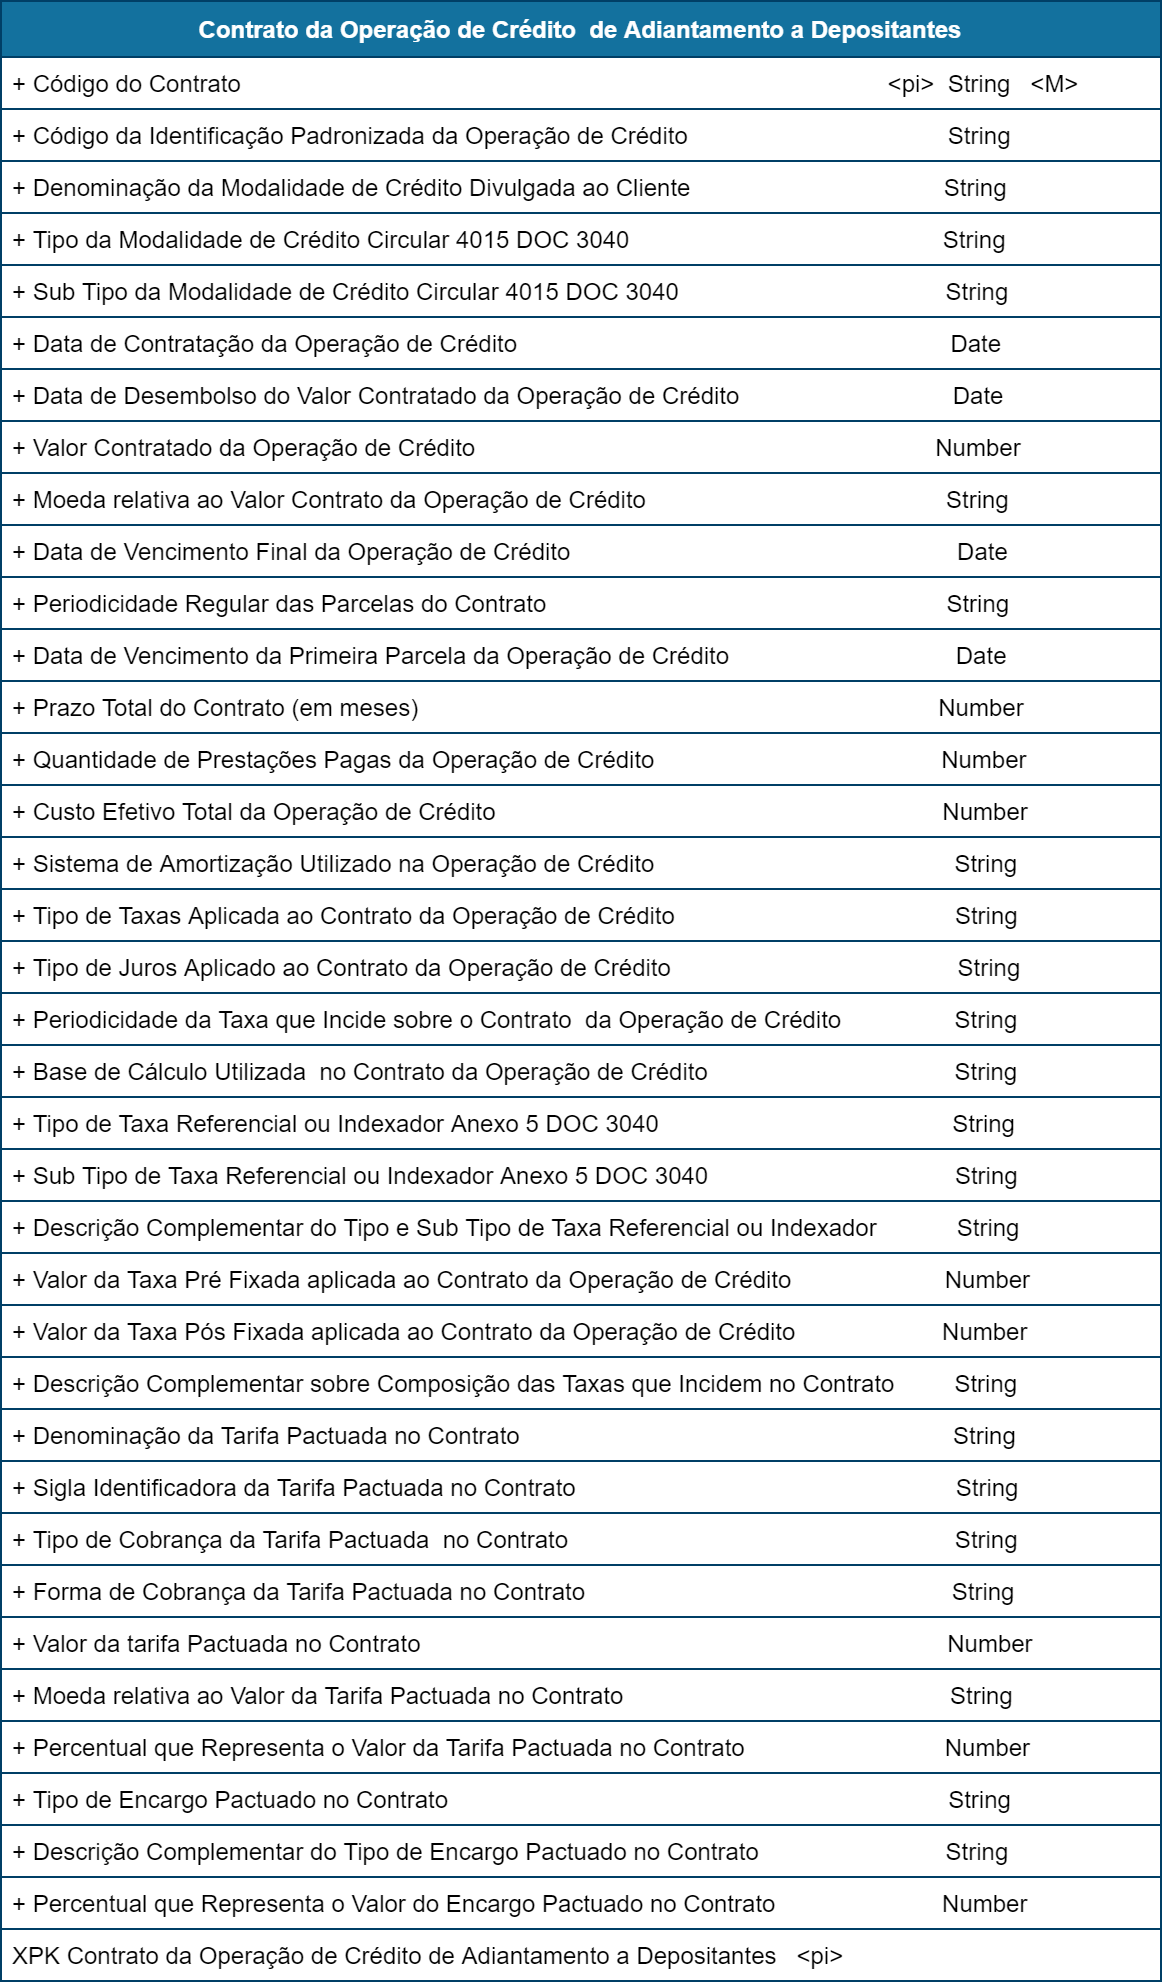 Contrato da Operação de Crédito  de Adiantamento a Depositantes
+ Código do Contrato <pi> String <M>
+ Código da Identificação Padronizada da Operação de Crédito String
+ Denominação da Modalidade de Crédito Divulgada ao Cliente String
+ Tipo da Modalidade de Crédito Circular 4015 DOC 3040 String
+ Sub Tipo da Modalidade de Crédito Circular 4015 DOC 3040 String
+ Data de Contratação da Operação de Crédito Date
+ Data de Desembolso do Valor Contratado da Operação de Crédito Date
+ Valor Contratado da Operação de Crédito Number
+ Moeda relativa ao Valor Contrato da Operação de Crédito String
+ Data de Vencimento Final da Operação de Crédito Date
+ Periodicidade Regular das Parcelas do Contrato String
+ Data de Vencimento da Primeira Parcela da Operação de Crédito Date
+ Prazo Total do Contrato (em meses) Number
+ Quantidade de Prestações Pagas da Operação de Crédito Number
+ Custo Efetivo Total da Operação de Crédito Number
+ Sistema de Amortização Utilizado na Operação de Crédito String
+ Tipo de Taxas Aplicada ao Contrato da Operação de Crédito String
+ Tipo de Juros Aplicado ao Contrato da Operação de Crédito String
+ Periodicidade da Taxa que Incide sobre o Contrato  da Operação de Crédito String
+ Base de Cálculo Utilizada  no Contrato da Operação de Crédito String
+ Tipo de Taxa Referencial ou Indexador Anexo 5 DOC 3040 String
+ Sub Tipo de Taxa Referencial ou Indexador Anexo 5 DOC 3040 String
+ Descrição Complementar do Tipo e Sub Tipo de Taxa Referencial ou Indexador String
+ Valor da Taxa Pré Fixada aplicada ao Contrato da Operação de Crédito Number
+ Valor da Taxa Pós Fixada aplicada ao Contrato da Operação de Crédito Number
+ Descrição Complementar sobre Composição das Taxas que Incidem no Contrato String
+ Denominação da Tarifa Pactuada no Contrato String
+ Sigla Identificadora da Tarifa Pactuada no Contrato String
+ Tipo de Cobrança da Tarifa Pactuada  no Contrato String
+ Forma de Cobrança da Tarifa Pactuada no Contrato String
+ Valor da tarifa Pactuada no Contrato Number
+ Moeda relativa ao Valor da Tarifa Pactuada no Contrato String
+ Percentual que Representa o Valor da Tarifa Pactuada no Contrato Number
+ Tipo de Encargo Pactuado no Contrato String
+ Descrição Complementar do Tipo de Encargo Pactuado no Contrato String
+ Percentual que Representa o Valor do Encargo Pactuado no Contrato Number
XPK Contrato da Operação de Crédito de Adiantamento a Depositantes <pi>